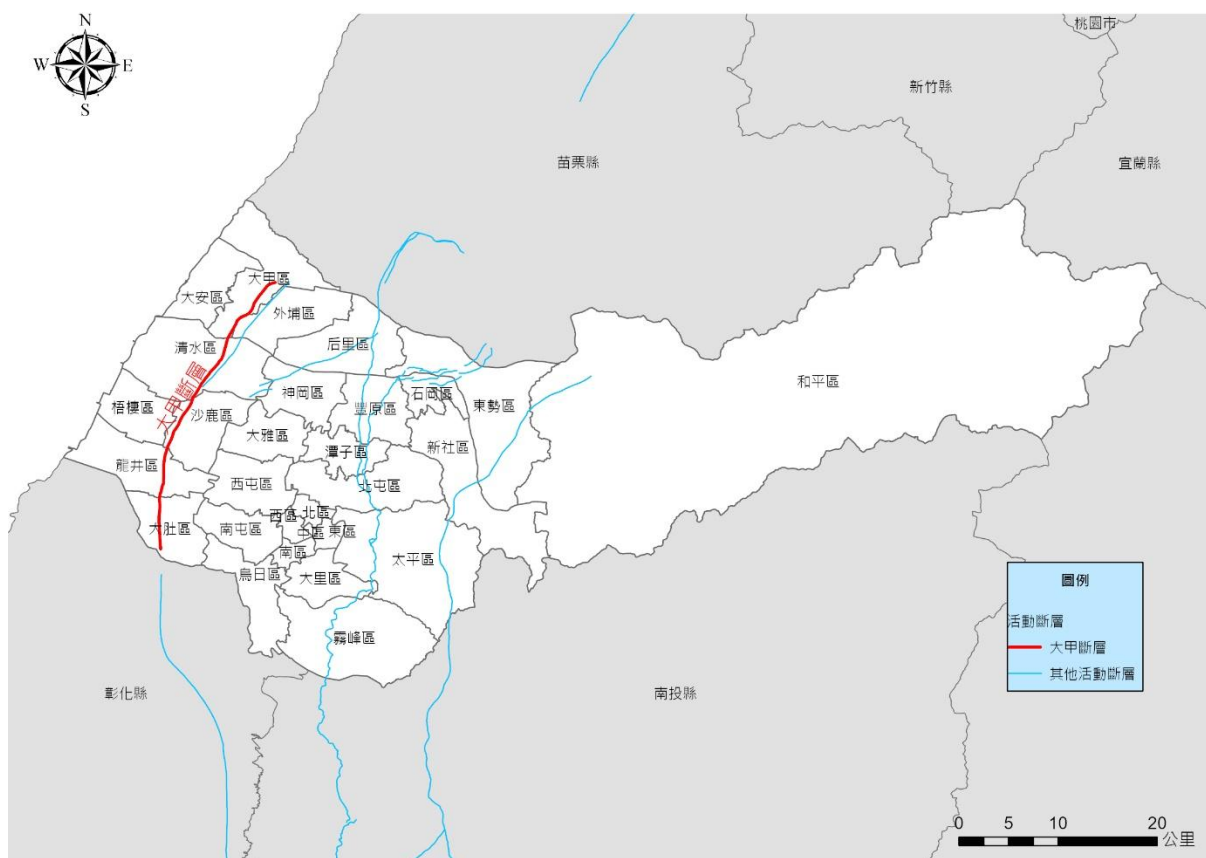 N
W E
S
桃園市
新竹縣
宜蘭縣
苗栗縣
大甲區
大安區
外埔區
清水區
后里區
大甲斷層
和平區
神岡區
石岡區
東勢區
梧棲區
沙鹿區
豐原區
大雅區
潭子區
新社區
龍井區
西屯區
北屯區
西區
北區
大肚區
南屯區
中區
東區
南區
太平區
烏日區
大里區
霧峰區
彰化縣
南投縣
圖例
活動斷層
大甲斷層
其他活動斷層
0 5 10 20
公里